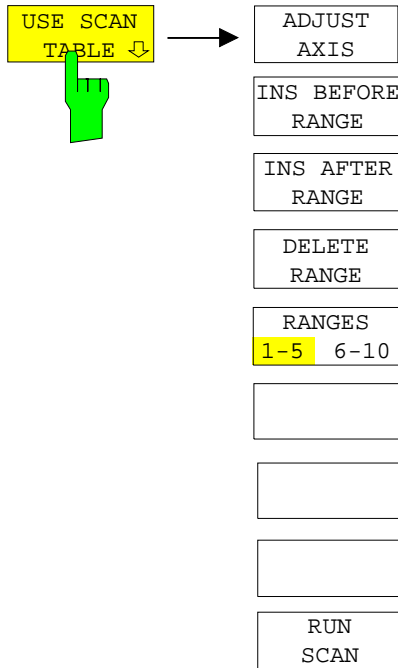 USE SCAN
TABLE
ADJUST
AXIS
INS BEFORE
RANGE
INS AFTER
RANGE
DELETE
RANGE
RANGES
1-5 6-10
RUN
SCAN